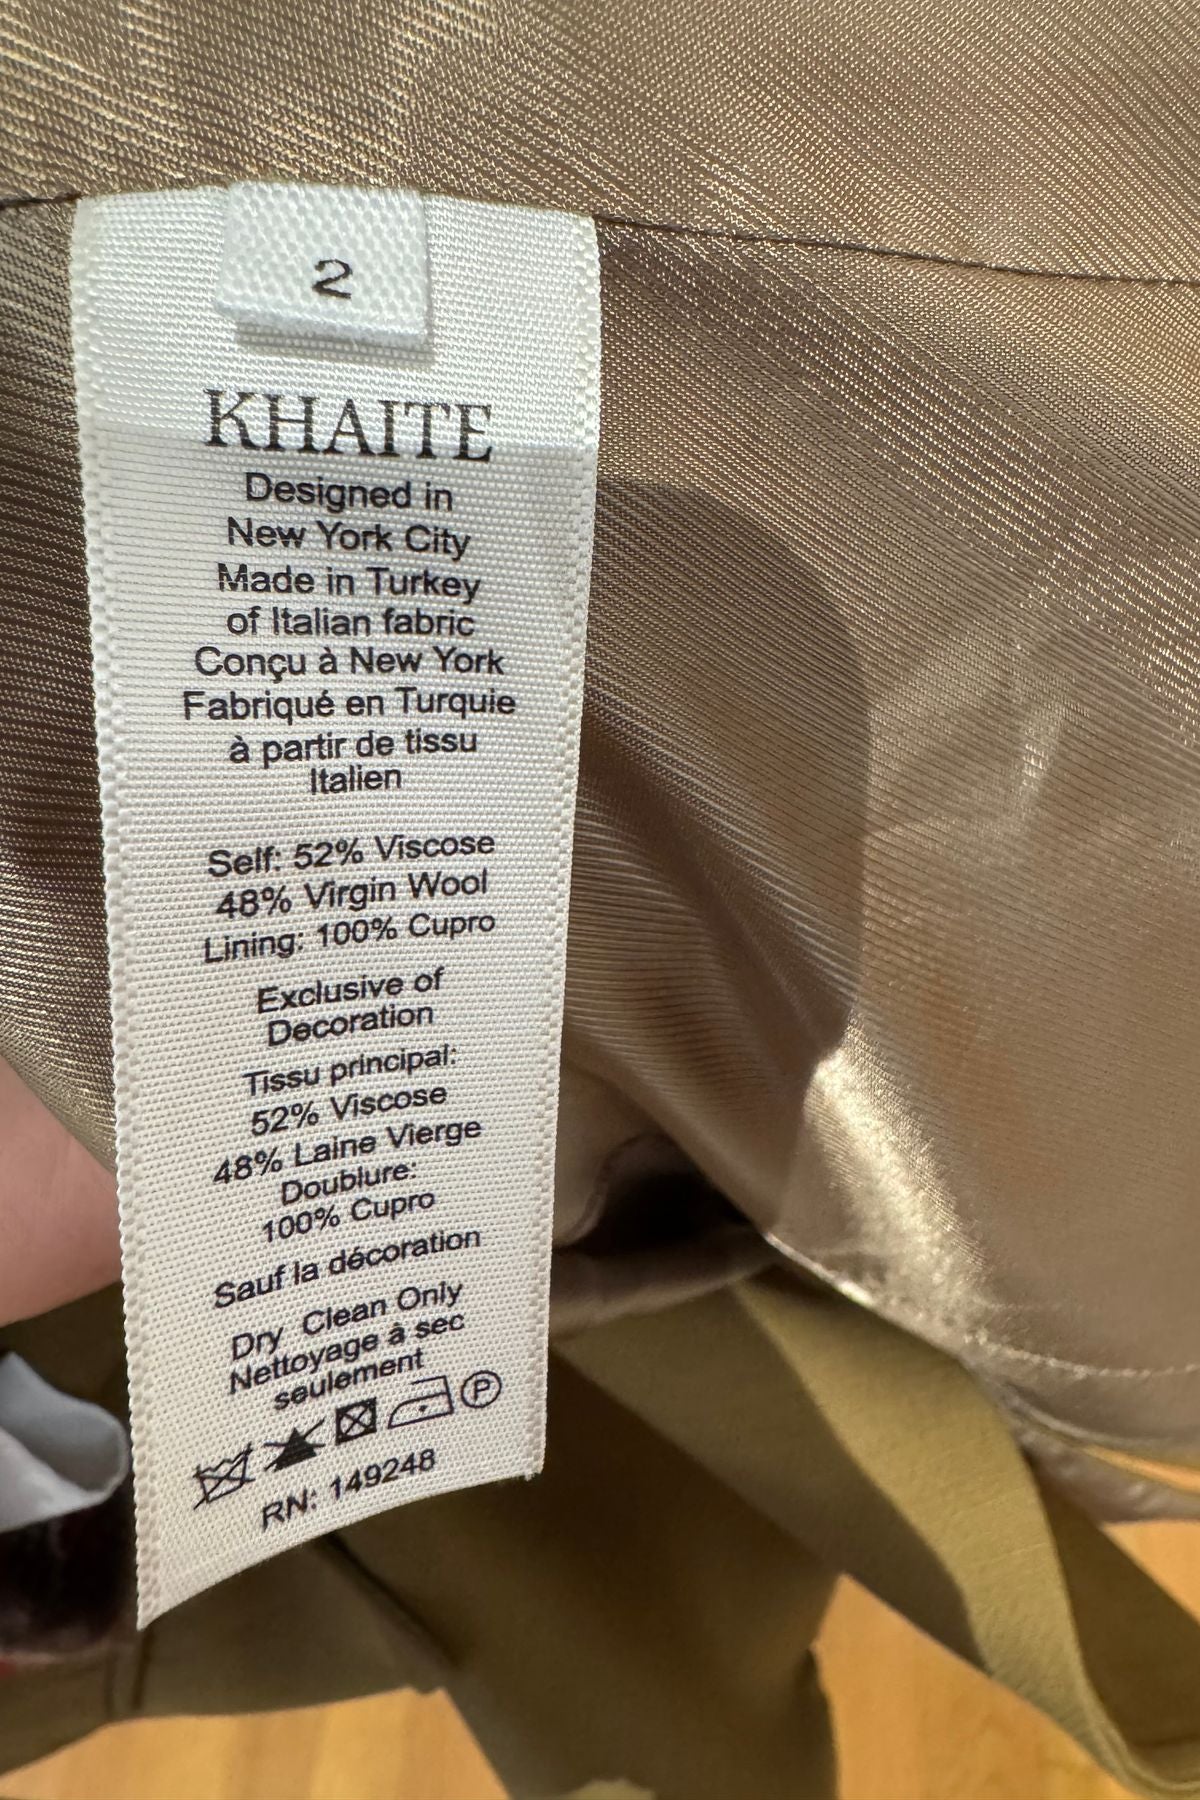 2
KHAITE
Designed in
New York City
Made in Turkey
of Italian fabric
Conçu à New York
Fabriqué en Turquie
à partir de tissu
Italien
Self: 52% Viscose
48% Virgin Wool
Lining: 100% Cupro
Exclusive of
Decoration
Tissu principal:
52% Viscose
48% Laine Vierge
Doublure:
100% Cupro
Sauf la décoration
Dry Clean Only
Nettoyage à sec
seulement
P
RN: 149248